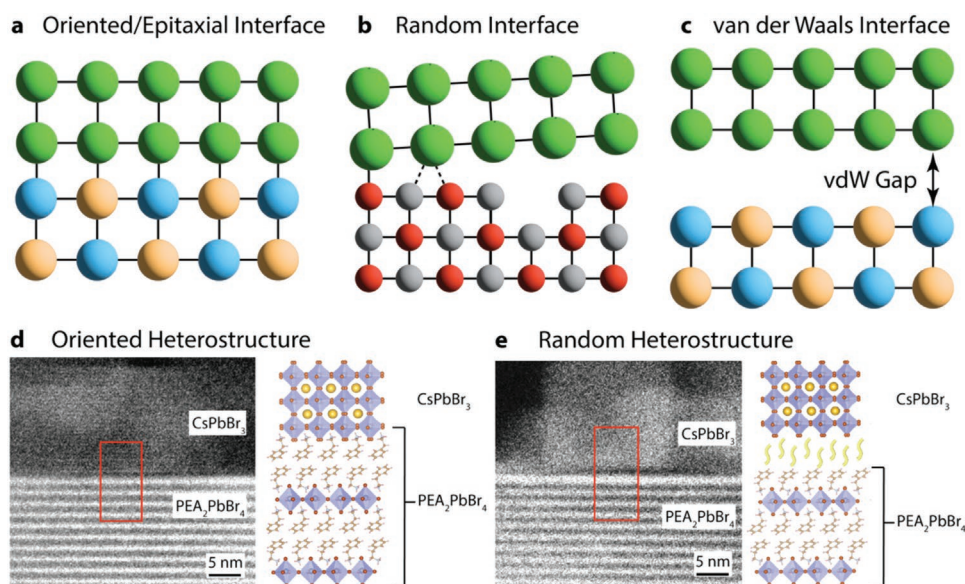 a Oriented/Epitaxial Interface
b Random Interface
c van der Waals Interface
vdW Gap
d Oriented Heterostructure
CsPbBr₃
PEA₂PbBr₄
5 nm
CsPbBr₃
PEA₂PbBr₄
e Random Heterostructure
CsPbBr₃
PEA₂PbBr₄
5 nm
CsPbBr₃
PEA₂PbBr₄